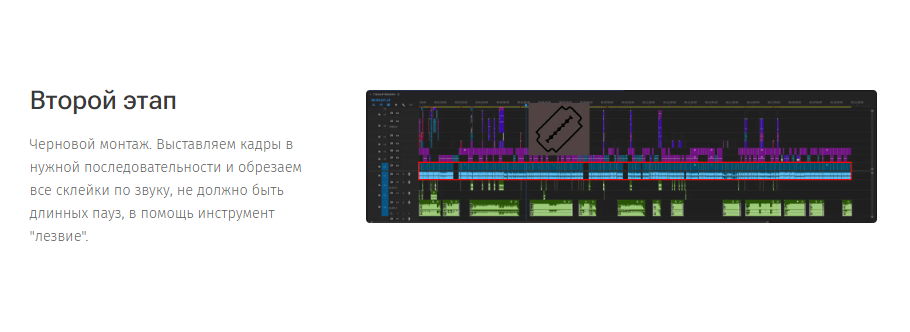 Второй этап
Черновой монтаж. Выставляем кадры в
нужной последовательности и обрезаем
все склейки по звуку, не должно быть
длинных пауз, в помощь инструмент
"лезвие".